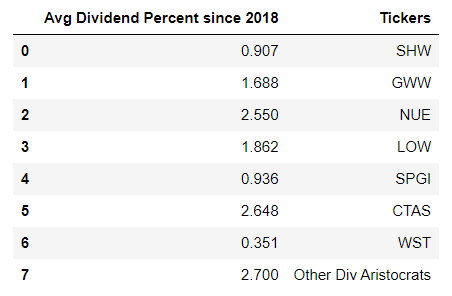 Avg Dividend Percent since 2018 Tickers
0 0.907 SHW
1 1.688 GWW
2 2.550 NUE
3 1.862 LOW
4 0.936 SPGI
5 2.648 CTAS
6 0.351 WST
7 2.700 Other Div Aristocrats